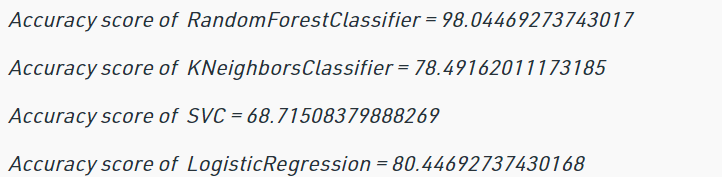 Accuracy score of RandomForestClassifier = 98.04469273743017
Accuracy score of KNeighborsClassifier = 78.49162011173185
Accuracy score of SVC = 68.71508379888269
Accuracy score of LogisticRegression = 80.44692737430168